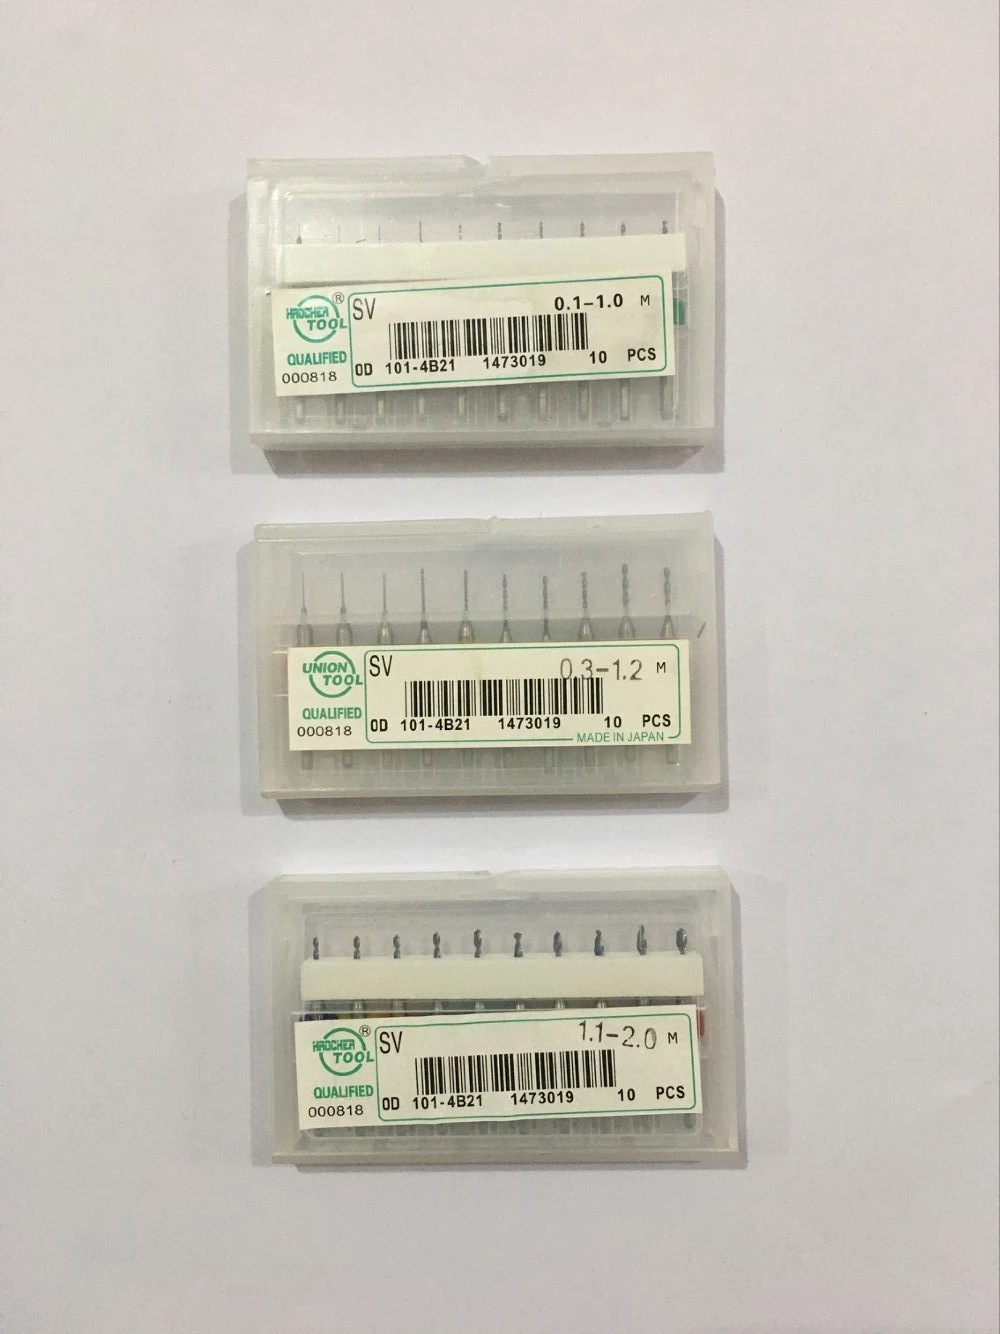 HROCHER TOOL ®
SV 0.1-1.0 M
QUALIFIED
000818
OD 101-4B21 1473019 10 PCS
UNION TOOL
SV 0.3-1.2 M
QUALIFIED
000818
OD 101-4B21 1473019 10 PCS
MADE IN JAPAN
HROCHER TOOL ®
SV 1.1-2.0 M
QUALIFIED
000818
OD 101-4B21 1473019 10 PCS